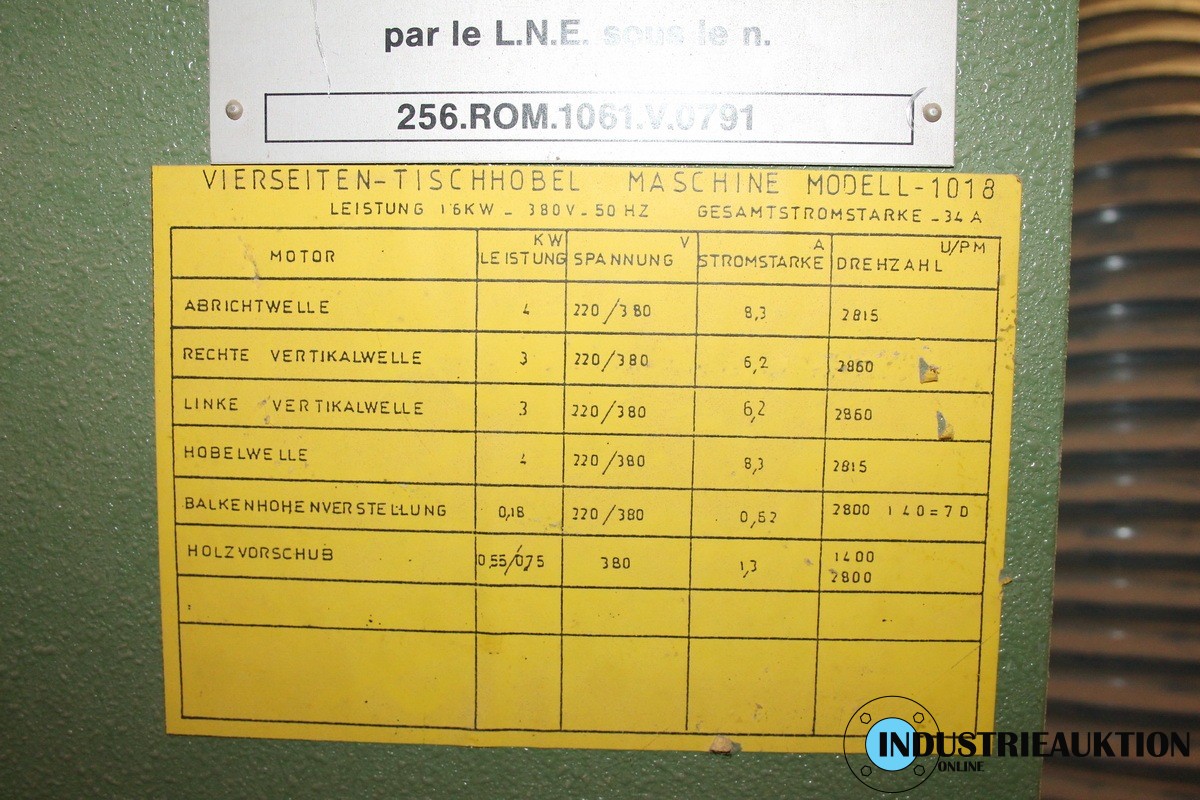 par le L.N.E. sous le n.
256.ROM.1061.V.0791
VIERSEITEN-TISCHHOBEL MASCHINE MODELL-1018
LEISTUNG 16KW - 380V - 50 HZ GESAMTSTROMSTARKE - 34 A
MOTOR KW LEISTUNG V SPANNUNG A STROMSTARKE U/PM DREHZAHL
ABRICHTWELLE 4 220/380 8,3 2815
RECHTE VERTIKALWELLE 3 220/380 6,2 2860
LINKE VERTIKALWELLE 3 220/380 6,2 2860
HOBELWELLE 4 220/380 8,3 2815
BALKENHOHENVERSTELLUNG 0,18 220/380 0,62 2800 1 40=70
HOLZVORSCHUB 0,55/0,75 380 1,3 1400
2800
INDUSTRIEAUKTION
ONLINE